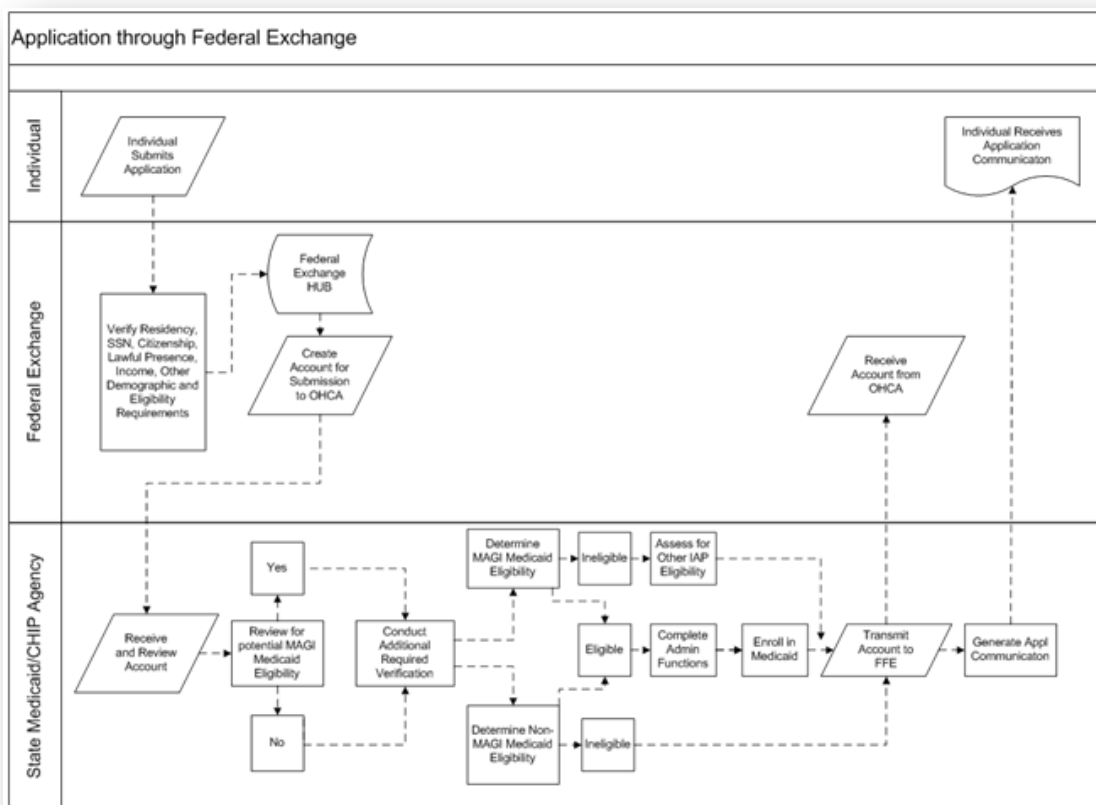 Application through Federal Exchange
Individual
Individual
Submits
Application
Individual Receives
Application
Communicaton
Federal Exchange
Federal
Exchange
HUB
Verify Residency,
SSN, Citizenship,
Lawful Presence,
Income, Other
Demographic and
Eligibility
Requirements
Create
Account for
Submission
to OHCA
Receive
Account from
OHCA
State Medicaid/CHIP Agency
Receive
and Review
Account
Yes
Review for
potential MAGI
Medicaid
Eligibility
No
Conduct
Additional
Required
Verification
Determine
MAGI Medicaid
Eligibility
Ineligible
Assess for
Other IAP
Eligibility
Eligible
Complete
Admin
Functions
Enroll in
Medicaid
Transmit
Account to
FFE
Generate Appl
Communicaton
Determine Non-
MAGI Medicaid
Eligibility
Ineligible